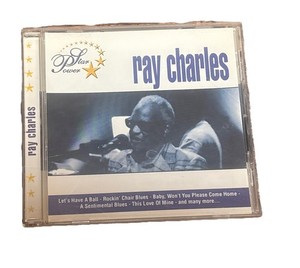 Star
Power
ray charles
ray charles
Let's Have A Ball · Rockin' Chair Blues · Baby, Won't You Please Come Home ·
A Sentimental Blues · This Love Of Mine · and many more...